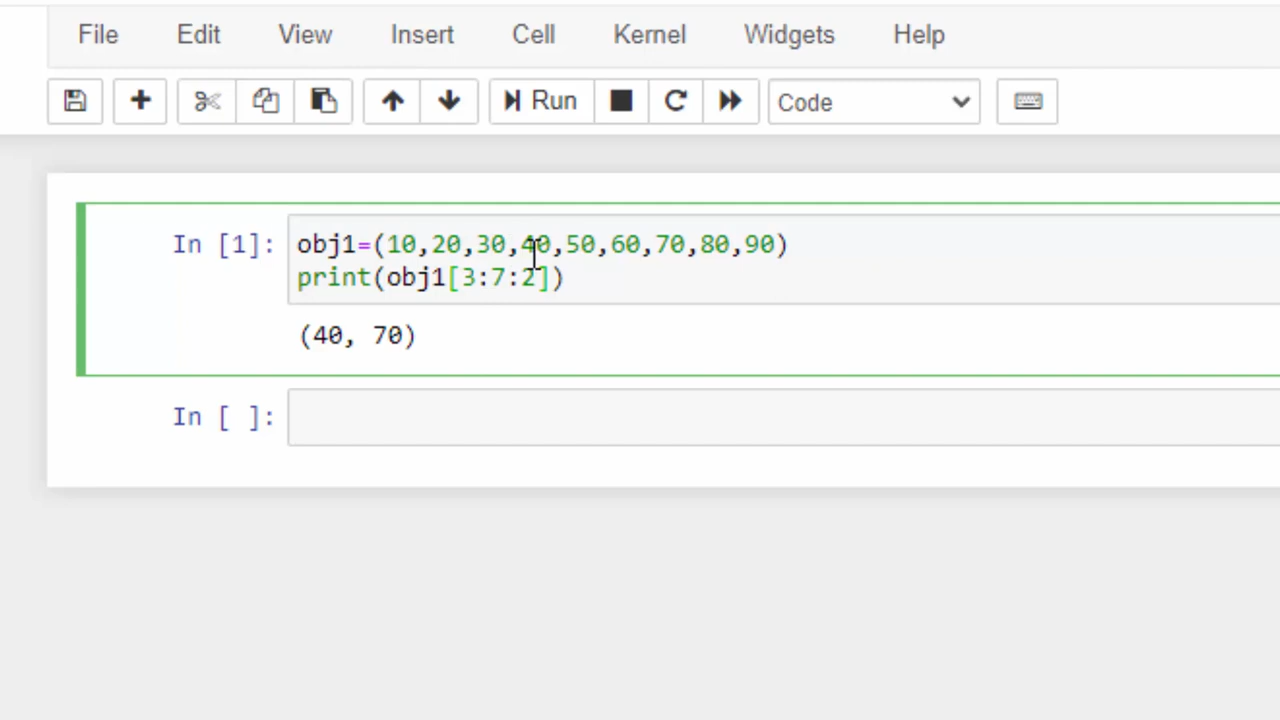 File Edit View Insert Cell Kernel Widgets Help
Run Code
In [1]: obj1=(10,20,30,40,50,60,70,80,90)
print(obj1[3:7:2])
(40, 70)
In [ ]: